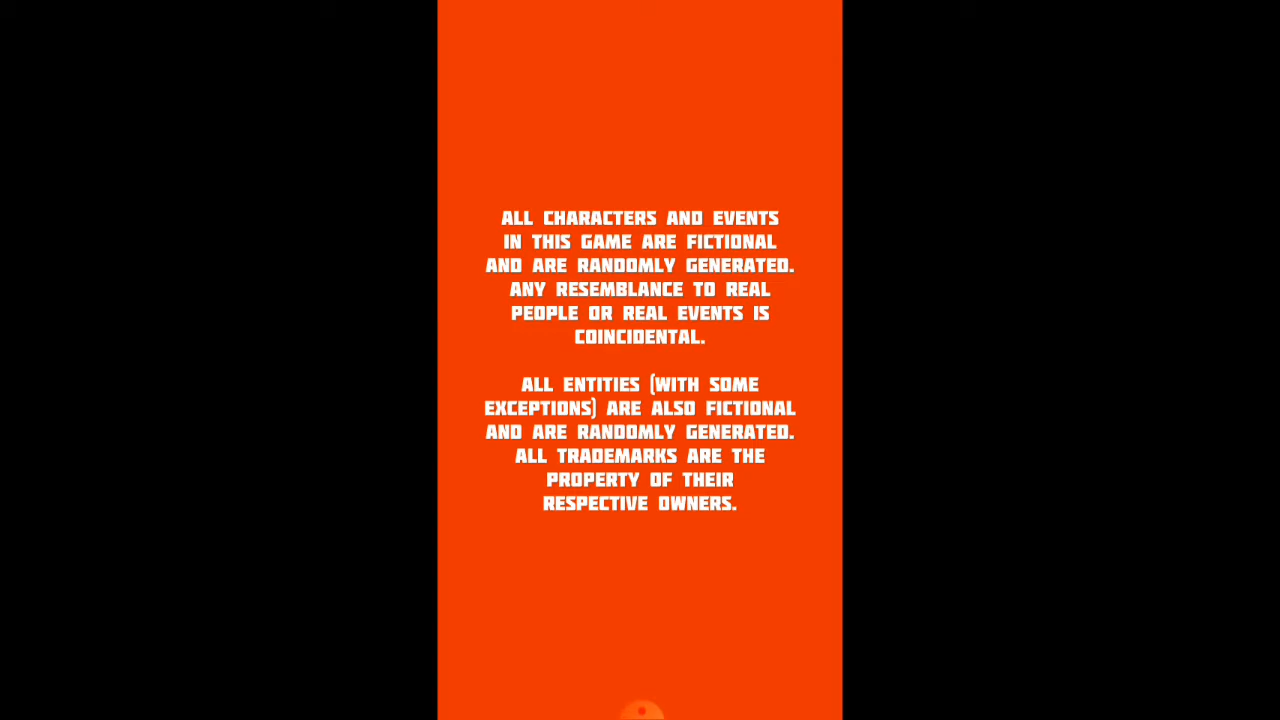 ALL CHARACTERS AND EVENTS
IN THIS GAME ARE FICTIONAL
AND ARE RANDOMLY GENERATED.
ANY RESEMBLANCE TO REAL
PEOPLE OR REAL EVENTS IS
COINCIDENTAL.
ALL ENTITIES (WITH SOME
EXCEPTIONS) ARE ALSO FICTIONAL
AND ARE RANDOMLY GENERATED.
ALL TRADEMARKS ARE THE
PROPERTY OF THEIR
RESPECTIVE OWNERS.